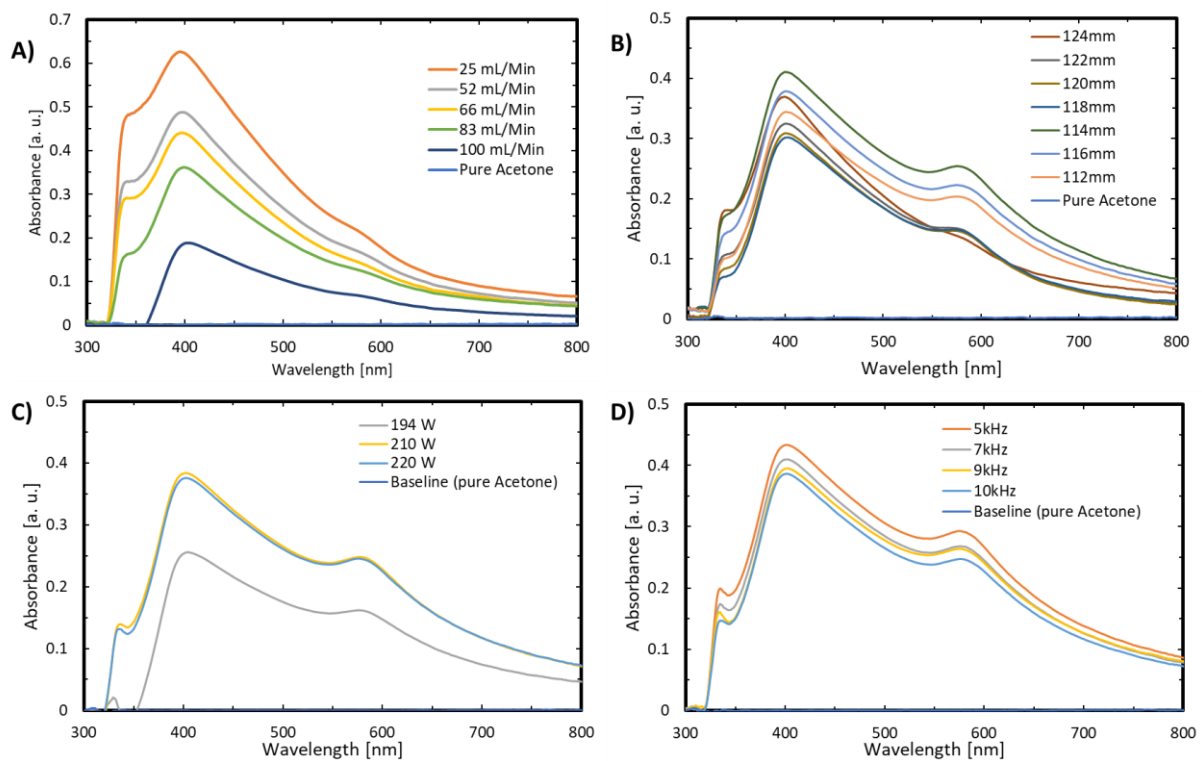 A)
0.7
0.6
0.5
0.4
0.3
0.2
0.1
0
Absorbance [a. u.]
25 mL/Min
52 mL/Min
66 mL/Min
83 mL/Min
100 mL/Min
Pure Acetone
300 400 500 600 700 800
Wavelength [nm]
B)
0.5
0.4
0.3
0.2
0.1
0
Absorbance [a. u.]
124mm
122mm
120mm
118mm
114mm
116mm
112mm
Pure Acetone
300 400 500 600 700 800
Wavelength [nm]
C)
0.5
0.4
0.3
0.2
0.1
0
Absorbance [a. u.]
194 W
210 W
220 W
Baseline (pure Acetone)
300 400 500 600 700 800
Wavelength [nm]
D)
0.5
0.4
0.3
0.2
0.1
0
Absorbance [a. u.]
5kHz
7kHz
9kHz
10kHz
Baseline (pure Acetone)
300 400 500 600 700 800
Wavelength [nm]